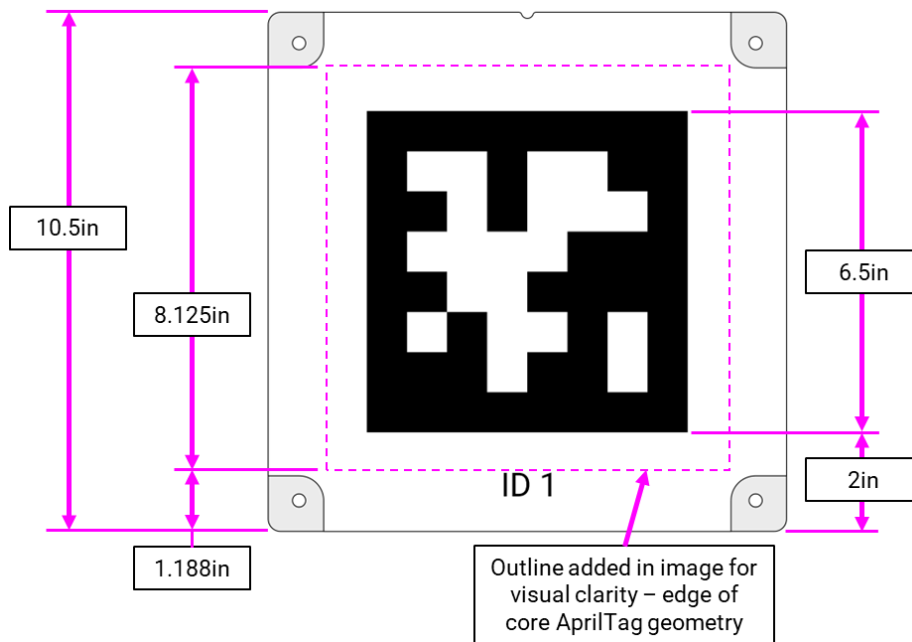 10.5in
8.125in
6.5in
2in
1.188in
ID 1
Outline added in image for
visual clarity – edge of
core AprilTag geometry